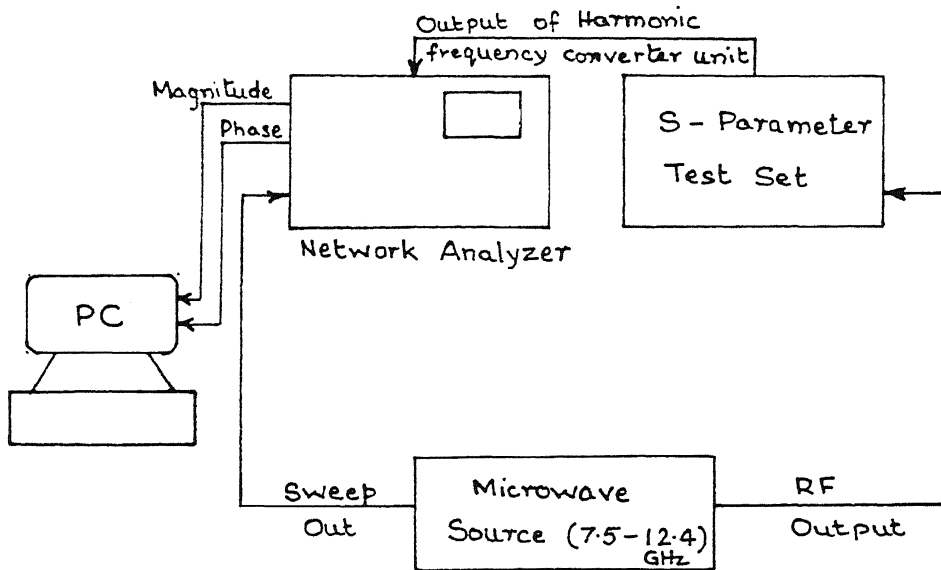 Output of Harmonic
frequency converter unit
Magnitude
Phase
S-Parameter
Test Set
Network Analyzer
PC
Sweep
Out
Microwave
Source (7.5-12.4)
GHz
RF
Output